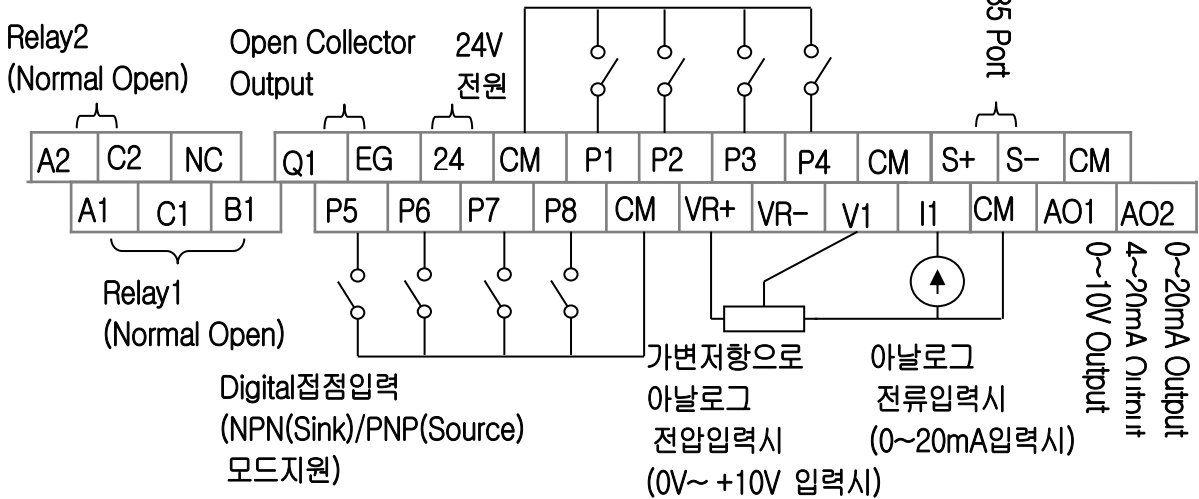 Relay2
(Normal Open)
Open Collector
Output
24V
전원
35 Port
A2 C2 NC
Q1 EG 24 CM P1 P2 P3 P4 CM S+ S- CM
A1 C1 B1
P5 P6 P7 P8 CM VR+ VR- V1 I1 CM AO1 AO2
Relay1
(Normal Open)
Digital접점입력
(NPN(Sink)/PNP(Source)
모드지원)
가변저항으로
아날로그
전압입력시
(0V~ +10V 입력시)
아날로그
전류입력시
(0~20mA입력시)
0~20mA Output
4~20mA Output
0~10V Output